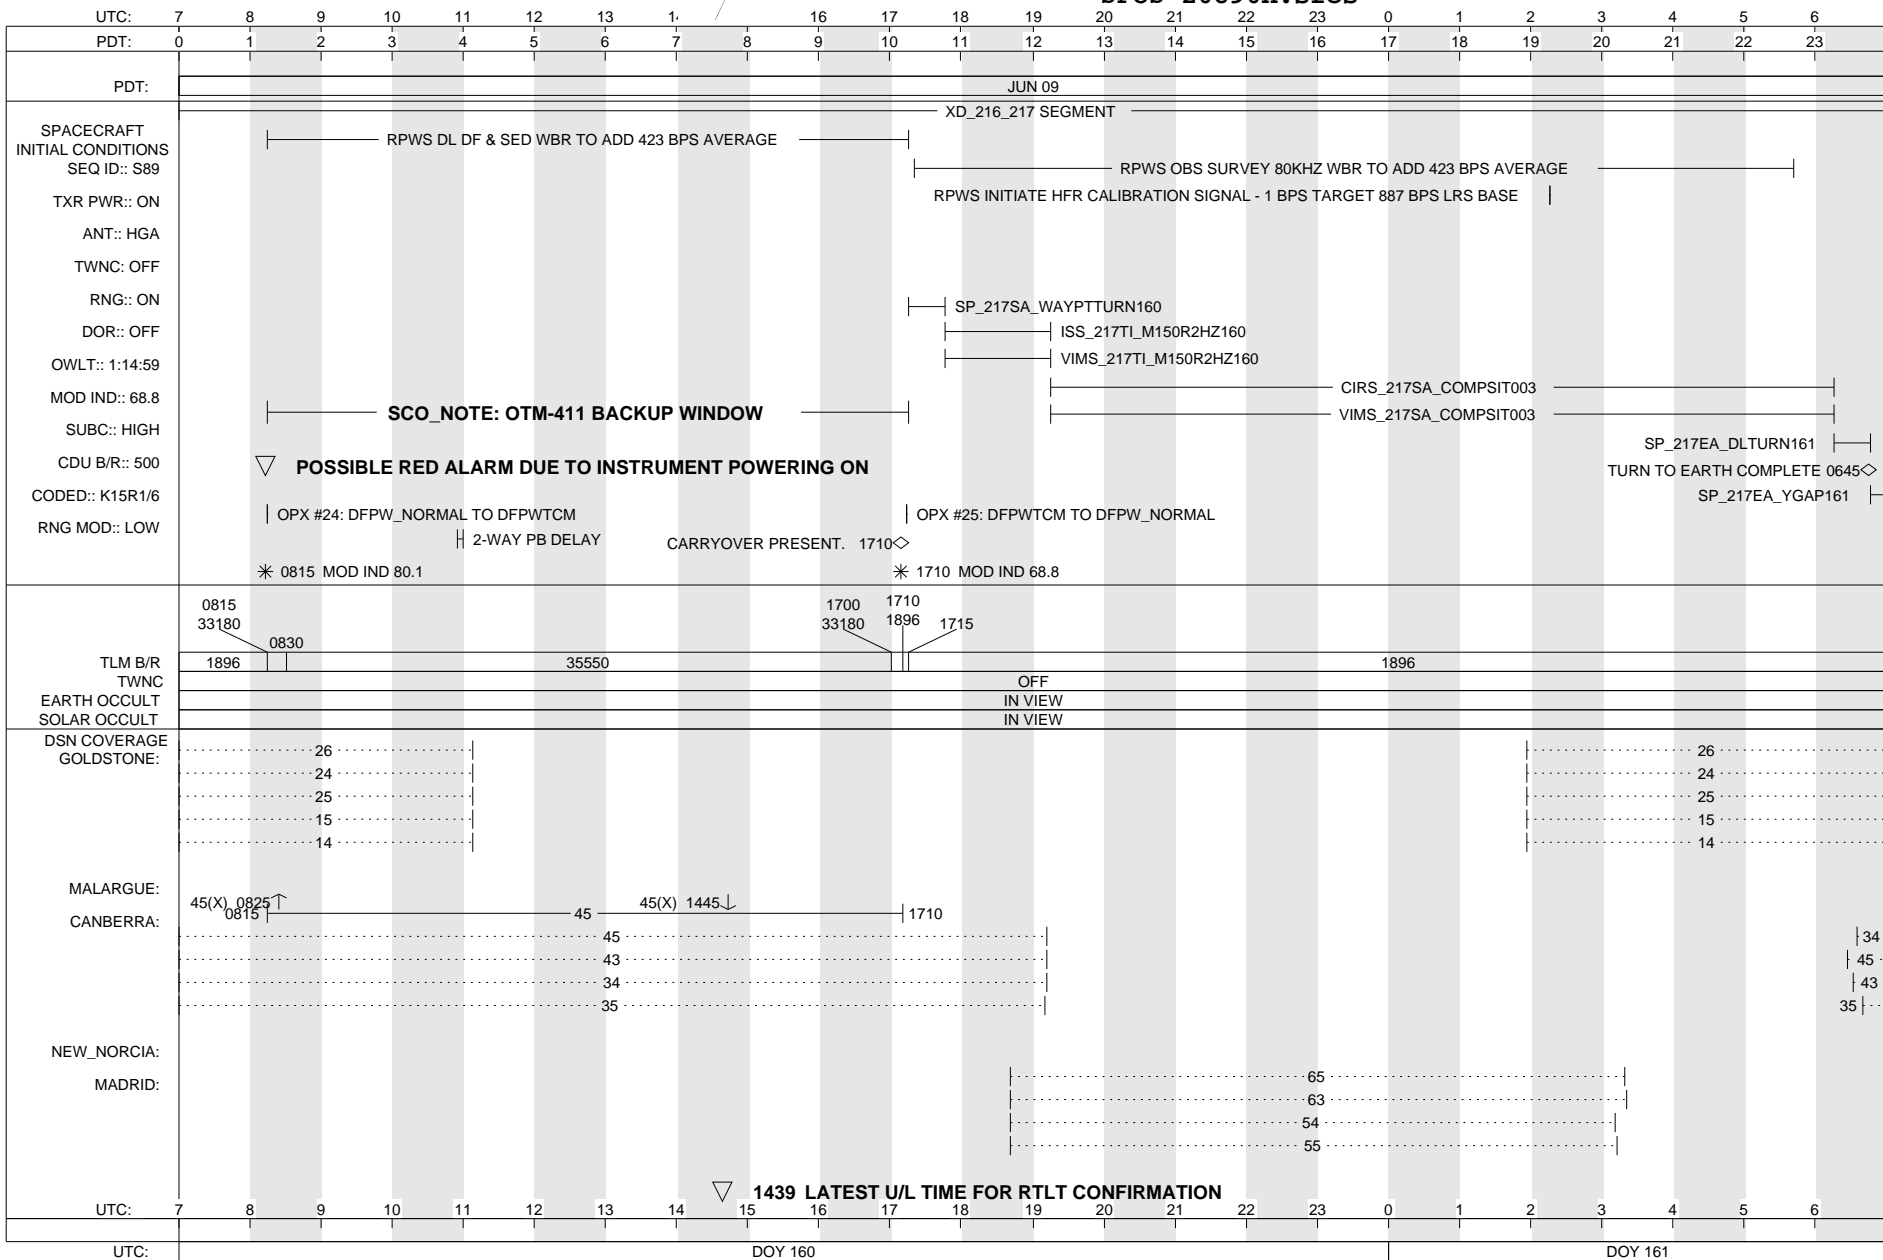 UTC: 7 8 9 10 11 12 13 16 17 18 19 20 21 22 23 0 1 2 3 4 5 6
PDT: 0 1 2 3 4 5 6 7 8 9 10 11 12 13 14 15 16 17 18 19 20 21 22 23
PDT: JUN 09
XD_216_217 SEGMENT
SPACECRAFT
INITIAL CONDITIONS
SEQ ID:: S89
TXR PWR:: ON
ANT:: HGA
TWNC: OFF
RNG:: ON
DOR:: OFF
OWLT:: 1:14:59
MOD IND:: 68.8
SUBC:: HIGH
CDU B/R:: 500
CODED:: K15R1/6
RNG MOD:: LOW
RPWS DL DF & SED WBR TO ADD 423 BPS AVERAGE
RPWS OBS SURVEY 80KHZ WBR TO ADD 423 BPS AVERAGE
RPWS INITIATE HFR CALIBRATION SIGNAL - 1 BPS TARGET 887 BPS LRS BASE
SP_217SA_WAYPTTURN160
ISS_217TI_M150R2HZ160
VIMS_217TI_M150R2HZ160
CIRS_217SA_COMPSIT003
SCO_NOTE: OTM-411 BACKUP WINDOW
VIMS_217SA_COMPSIT003
SP_217EA_DLTURN161
POSSIBLE RED ALARM DUE TO INSTRUMENT POWERING ON
TURN TO EARTH COMPLETE 0645
SP_217EA_YGAP161
OPX #24: DFPW_NORMAL TO DFPWTCM
OPX #25: DFPWTCM TO DFPW_NORMAL
2-WAY PB DELAY
CARRYOVER PRESENT. 1710
0815 MOD IND 80.1
1710 MOD IND 68.8
0815 1700 1710
33180 33180 1896 1715
0830
TLM B/R 1896 35550 1896
TWNC OFF
EARTH OCCULT IN VIEW
SOLAR OCCULT IN VIEW
DSN COVERAGE
GOLDSTONE:
26 26
24 24
25 25
15 15
14 14
MALARGUE:
45(X) 0825 45(X) 1445
CANBERRA: 0815 45 1710
45 34
43 45
34 43
35 35
NEW_NORCIA:
MADRID:
65
63
54
55
1439 LATEST U/L TIME FOR RTLT CONFIRMATION
UTC: 7 8 9 10 11 12 13 14 15 16 17 18 19 20 21 22 23 0 1 2 3 4 5 6
UTC: DOY 160 DOY 161